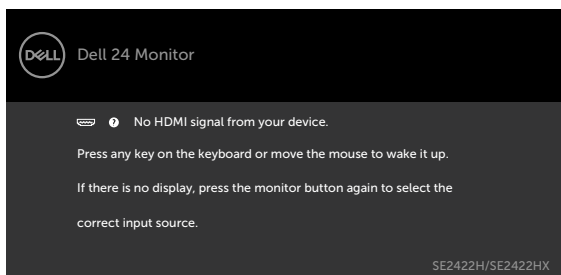 DELL
Dell 24 Monitor
? No HDMI signal from your device.
Press any key on the keyboard or move the mouse to wake it up.
If there is no display, press the monitor button again to select the
correct input source.
SE2422H/SE2422HX